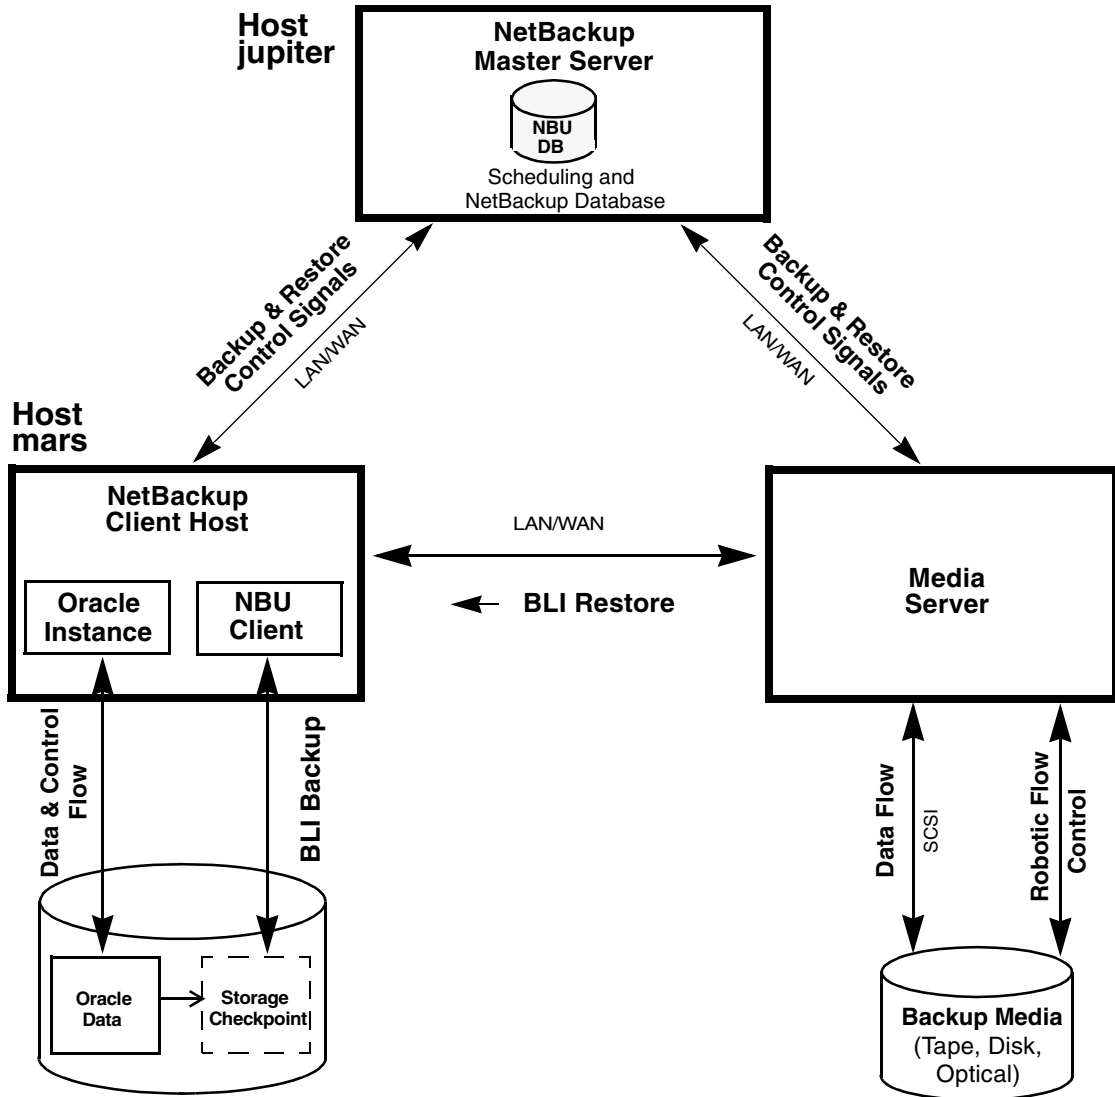 Host
jupiter
NetBackup
Master Server
NBU
DB
Scheduling and
NetBackup Database
Backup & Restore
Control Signals
LAN/WAN
Backup & Restore
Control Signals
LAN/WAN
Host
mars
NetBackup
Client Host
Oracle
Instance
NBU
Client
LAN/WAN
BLI Restore
Media
Server
Data & Control
Flow
BLI Backup
Data Flow
SCSI
Robotic Flow
Control
Oracle
Data
Storage
Checkpoint
Backup Media
(Tape, Disk,
Optical)